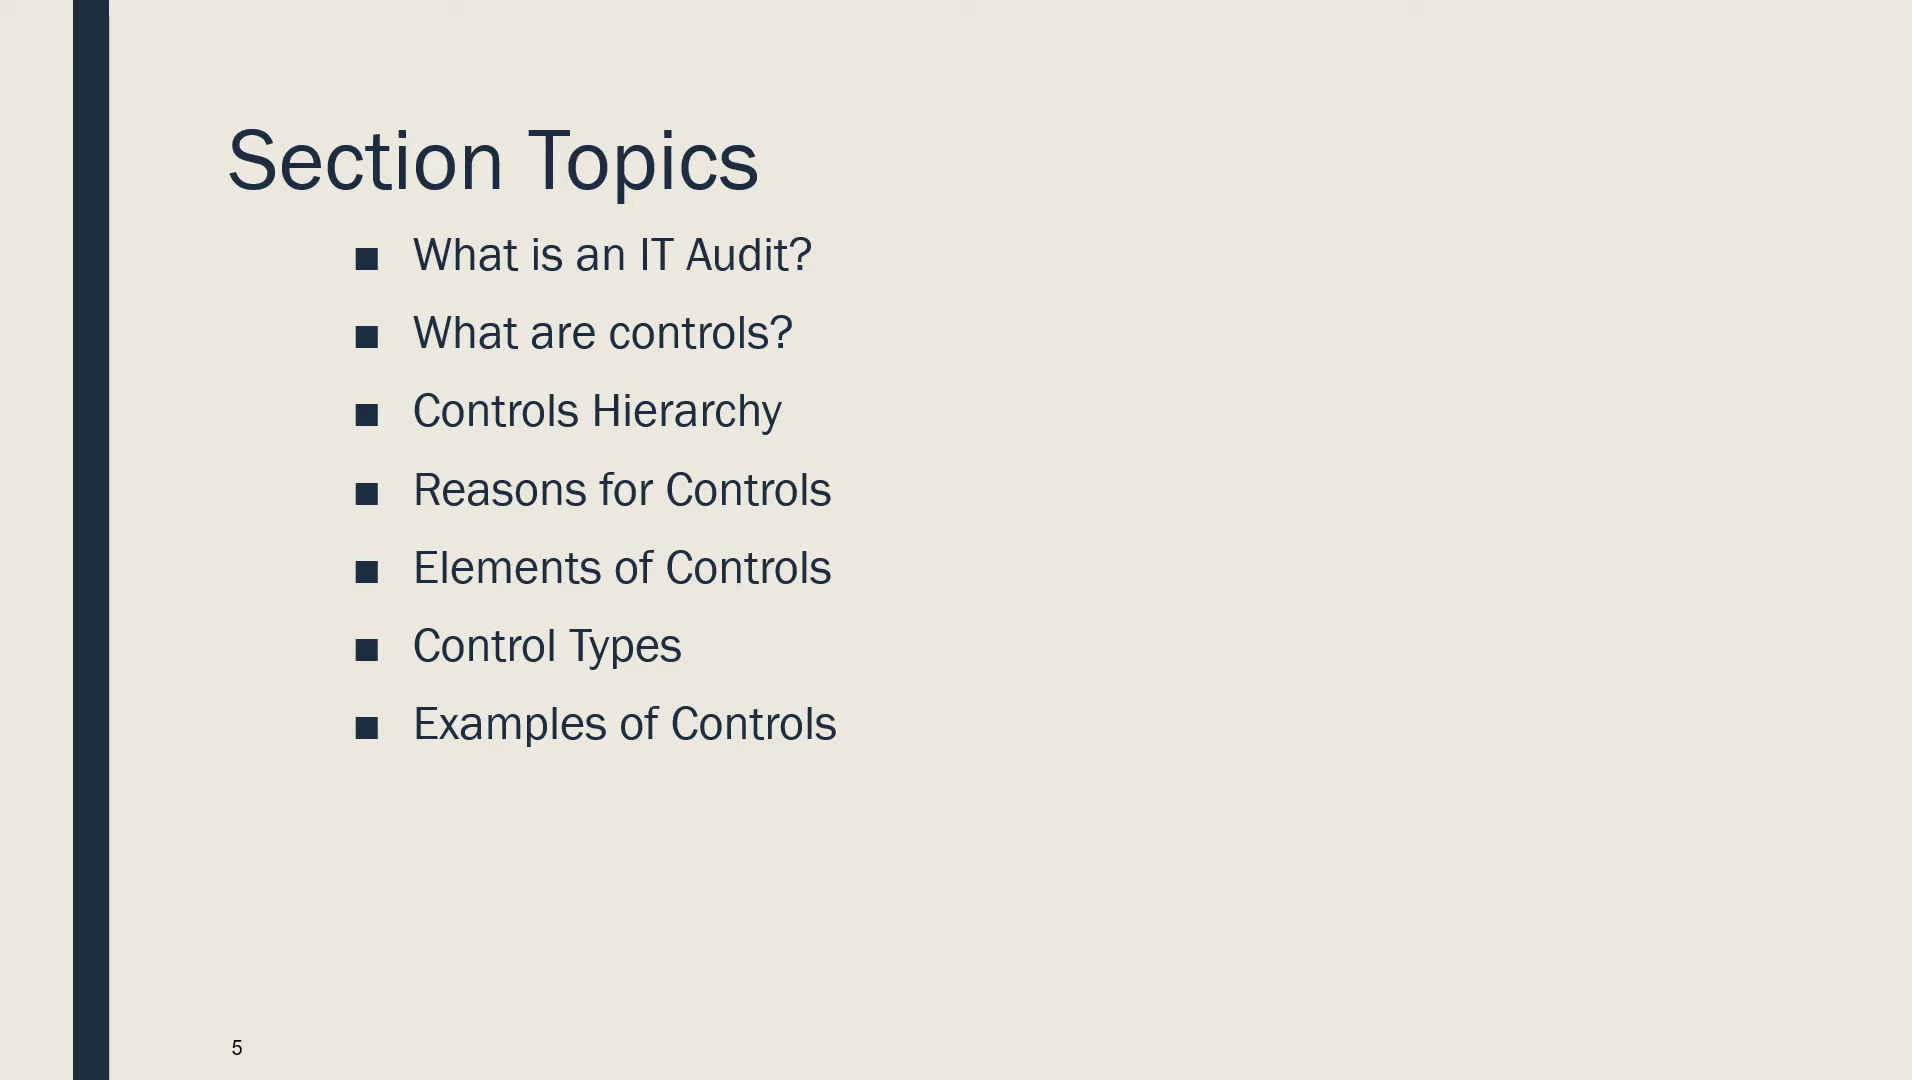 Section Topics
■ What is an IT Audit?
■ What are controls?
■ Controls Hierarchy
■ Reasons for Controls
■ Elements of Controls
■ Control Types
■ Examples of Controls
5